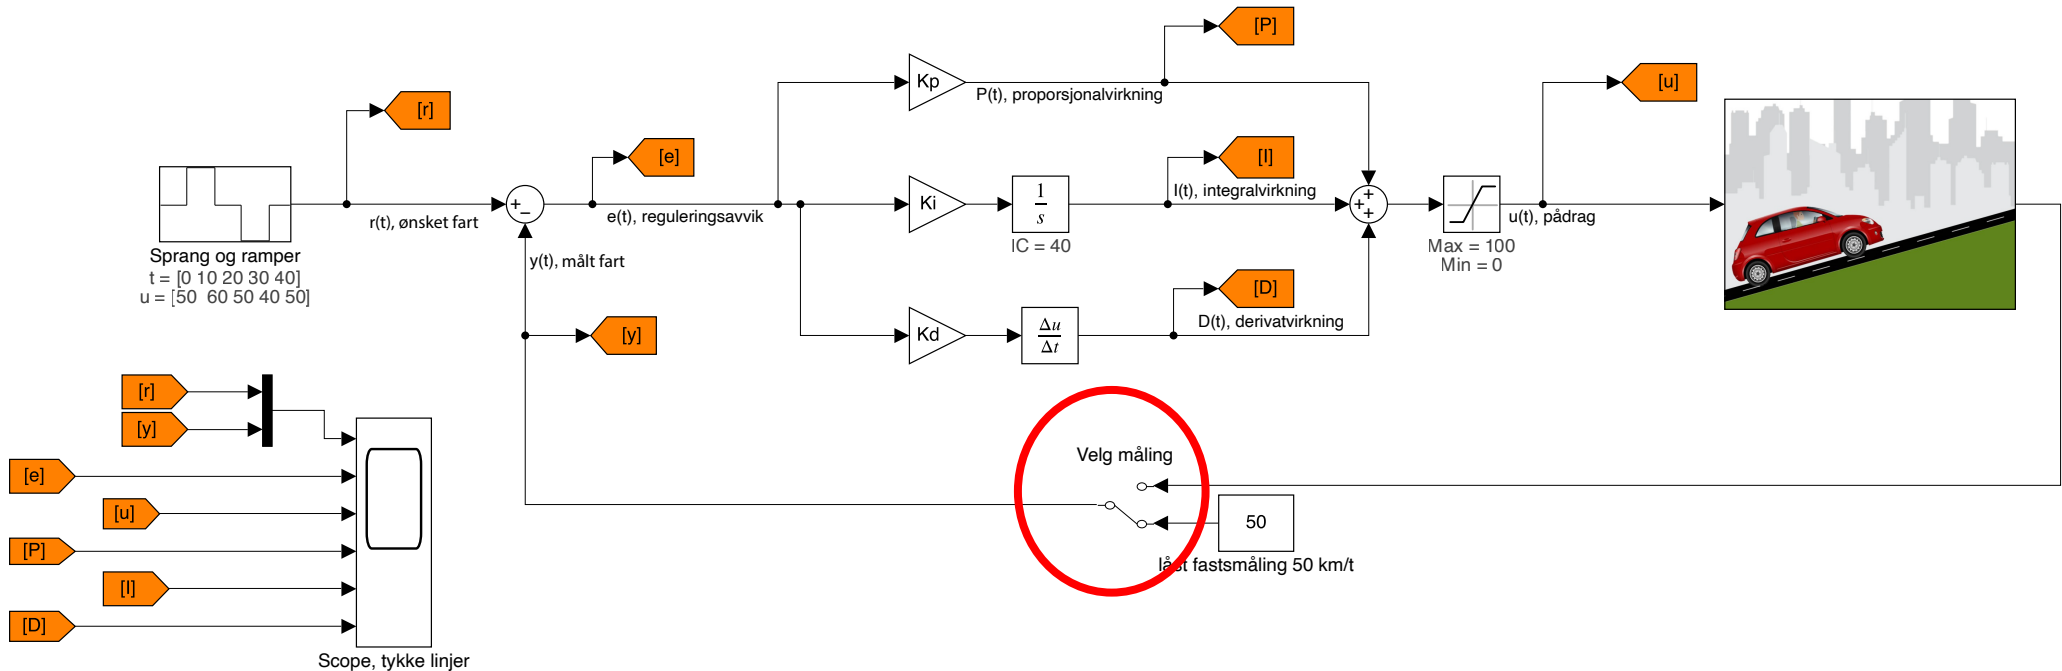 [P]
Kp
P(t), proporsjonalvirkning
[u]
[r]
[e]
[I]
r(t), ønsket fart
+
−
e(t), reguleringsavvik
Ki
1
s
IC = 40
I(t), integralvirkning
+
+
+
u(t), pådrag
Max = 100
Min = 0
Sprang og ramper
t = [0 10 20 30 40]
u = [50  60 50 40 50]
y(t), målt fart
[D]
[y]
Kd
Δu
Δt
D(t), derivatvirkning
[r]
[y]
[e]
[u]
[P]
[I]
[D]
Scope, tykke linjer
Velg måling
50
låst fastsmåling 50 km/t